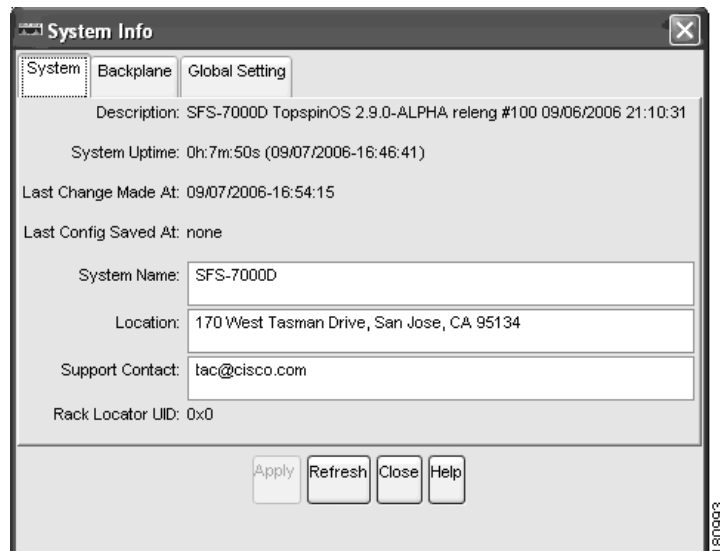 System Info
System Backplane Global Setting
Description: SFS-7000D TopspinOS 2.9.0-ALPHA releng #100 09/06/2006 21:10:31
System Uptime: 0h:7m:50s (09/07/2006-16:46:41)
Last Change Made At: 09/07/2006-16:54:15
Last Config Saved At: none
System Name: SFS-7000D
Location: 170 West Tasman Drive, San Jose, CA 95134
Support Contact: tac@cisco.com
Rack Locator UID: 0x0
Apply Refresh Close Help